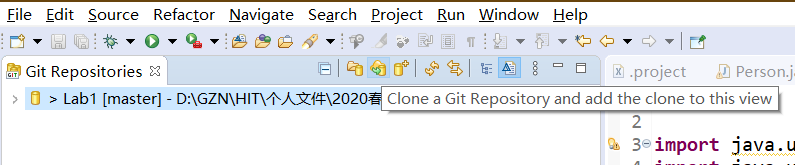 File Edit Source Refactor Navigate Search Project Run Window Help
Git Repositories
.project
Person.j
> Lab1 [master] - D:\GZN\HIT\个人文件\2020春
Clone a Git Repository and add the clone to this view
2
3 import java.u